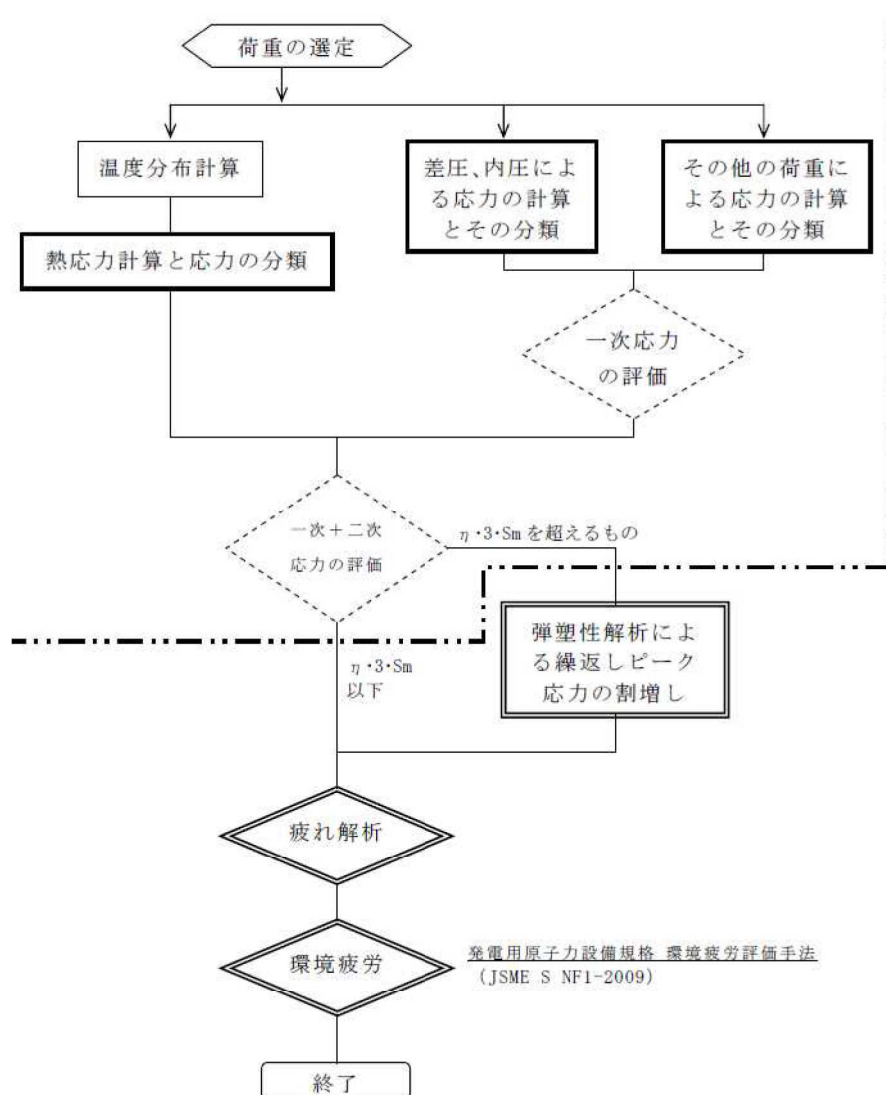 荷重の選定
温度分布計算
熱応力計算と応力の分類
差圧、内圧によ
る応力の計算
とその分類
その他の荷重に
よる応力の計算
とその分類
一次応力
の評価
一次＋二次
応力の評価
η・3・Smを超えるもの
弾塑性解析によ
る繰返しピーク
応力の割増し
η・3・Sm
以下
疲れ解析
環境疲労
発電用原子力設備規格 環境疲労評価手法
(JSME S NF1-2009)
終了